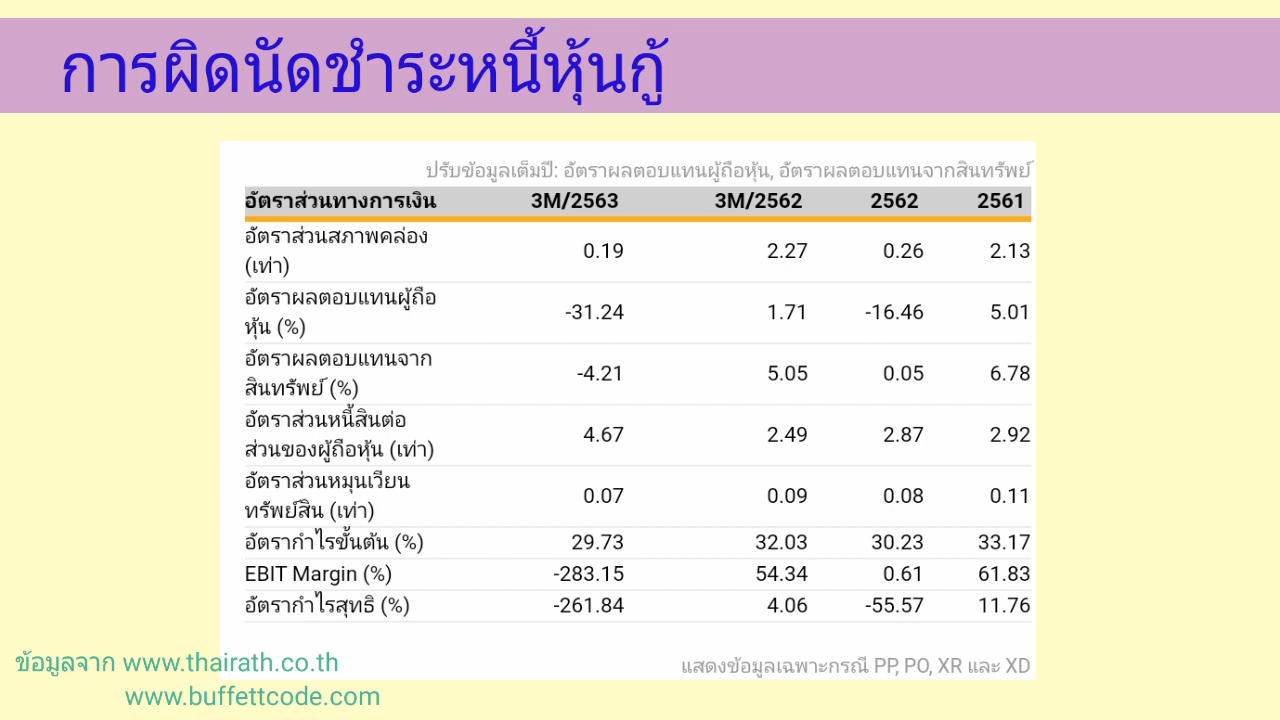 การผิดนัดชำระหนี้หุ้นกู้
ปรับข้อมูลเต็มปี: อัตราผลตอบแทนผู้ถือหุ้น, อัตราผลตอบแทนจากสินทรัพย์
อัตราส่วนทางการเงิน 3M/2563 3M/2562 2562 2561
อัตราส่วนสภาพคล่อง
(เท่า) 0.19 2.27 0.26 2.13
อัตราผลตอบแทนผู้ถือ
หุ้น (%) -31.24 1.71 -16.46 5.01
อัตราผลตอบแทนจาก
สินทรัพย์ (%) -4.21 5.05 0.05 6.78
อัตราส่วนหนี้สินต่อ
ส่วนของผู้ถือหุ้น (เท่า) 4.67 2.49 2.87 2.92
อัตราส่วนหมุนเวียน
ทรัพย์สิน (เท่า) 0.07 0.09 0.08 0.11
อัตรากำไรขั้นต้น (%) 29.73 32.03 30.23 33.17
EBIT Margin (%) -283.15 54.34 0.61 61.83
อัตรากำไรสุทธิ (%) -261.84 4.06 -55.57 11.76
แสดงข้อมูลเฉพาะกรณี PP, PO, XR และ XD
ข้อมูลจาก www.thairath.co.th
www.buffettcode.com